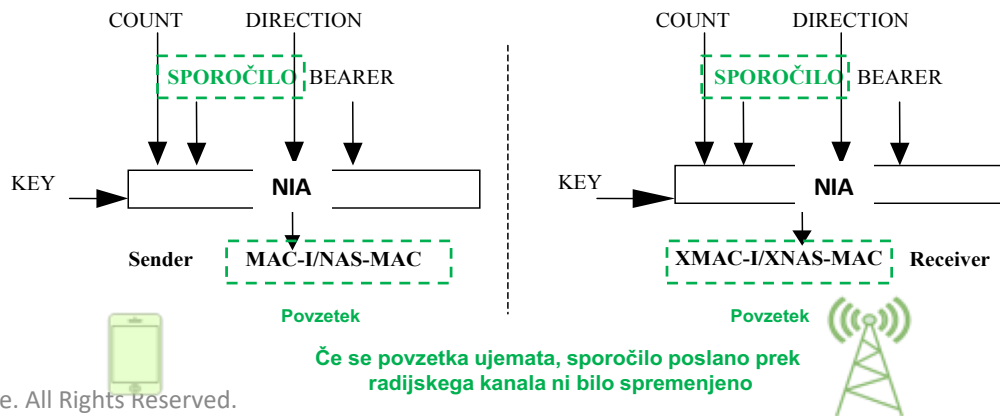 COUNT DIRECTION
SPOROČILO BEARER
KEY
NIA
Sender MAC-I/NAS-MAC
Povzetek
COUNT DIRECTION
SPOROČILO BEARER
KEY
NIA
XMAC-I/XNAS-MAC Receiver
Povzetek
Če se povzetka ujemata, sporočilo poslano prek
radijskega kanala ni bilo spremenjeno
e. All Rights Reserved.